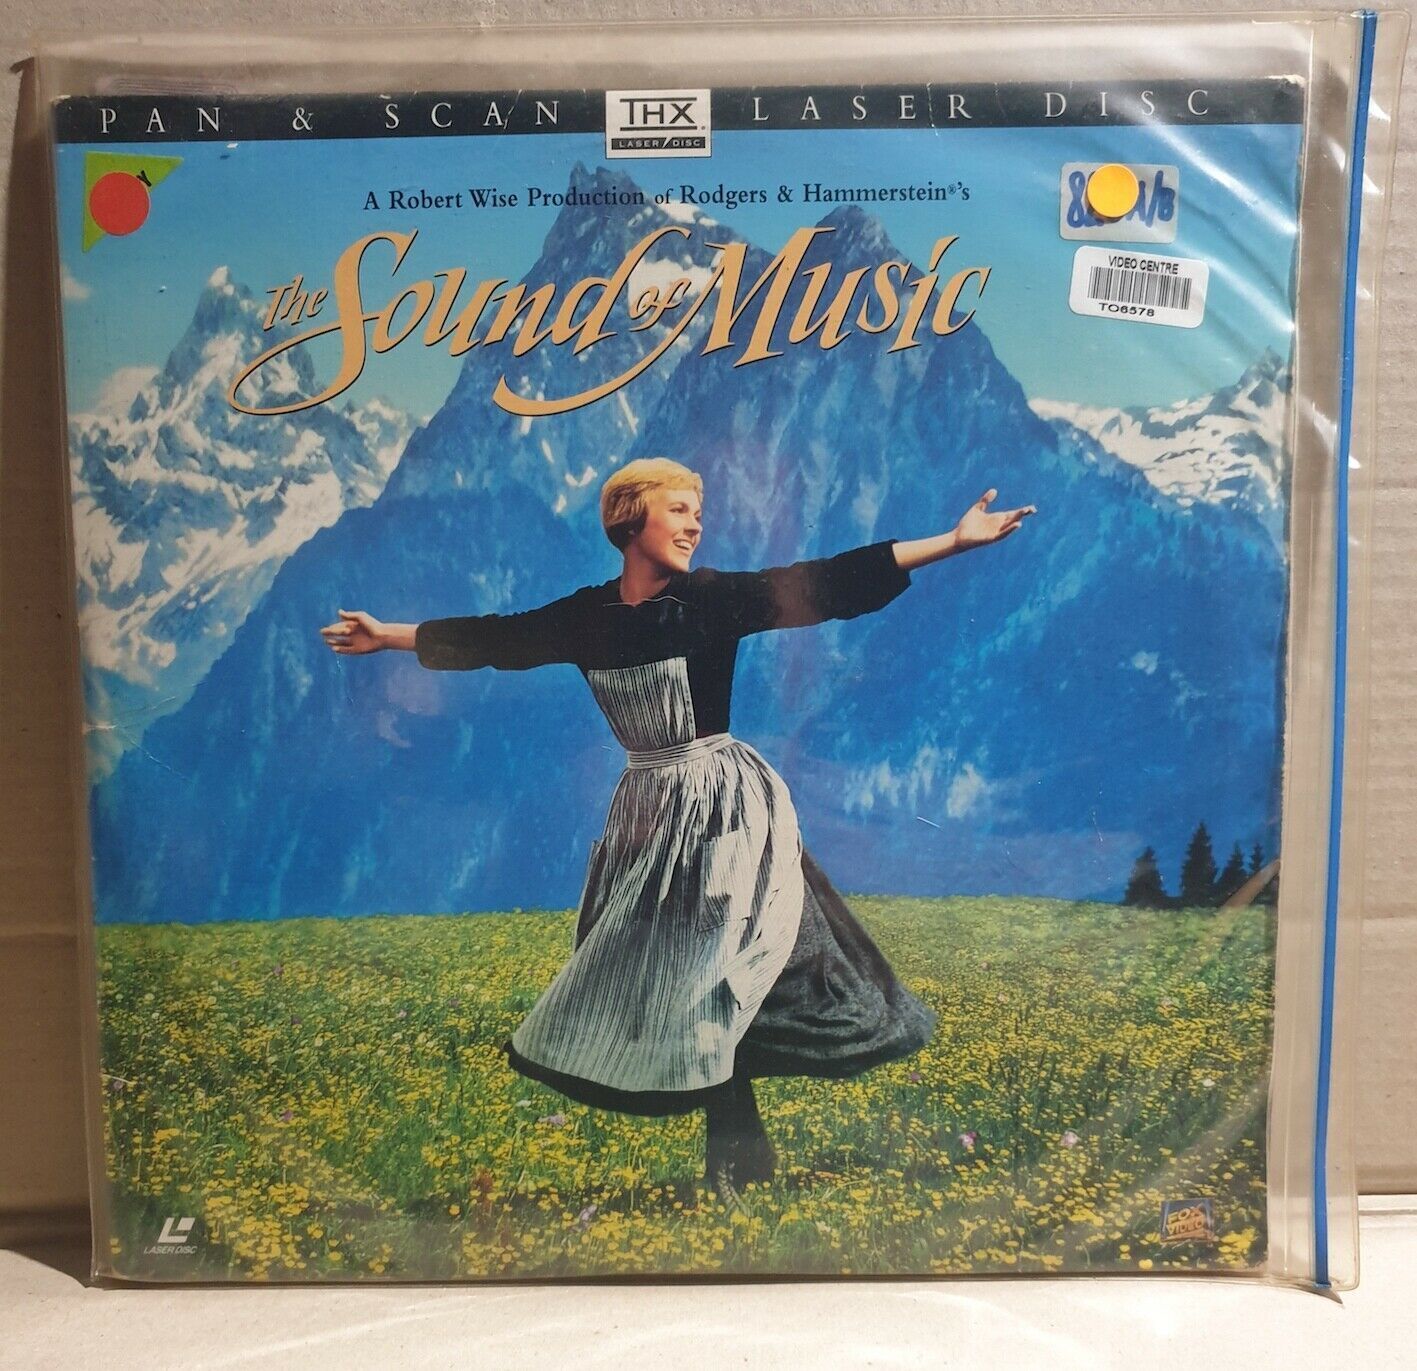 PAN & SCAN THX LASER DISC
LASER DISC
A Robert Wise Production of Rodgers & Hammerstein®'s
The Sound of Music
A/B
VIDEO CENTRE
TO6578
Y
LASER DISC
FOX
VIDEO